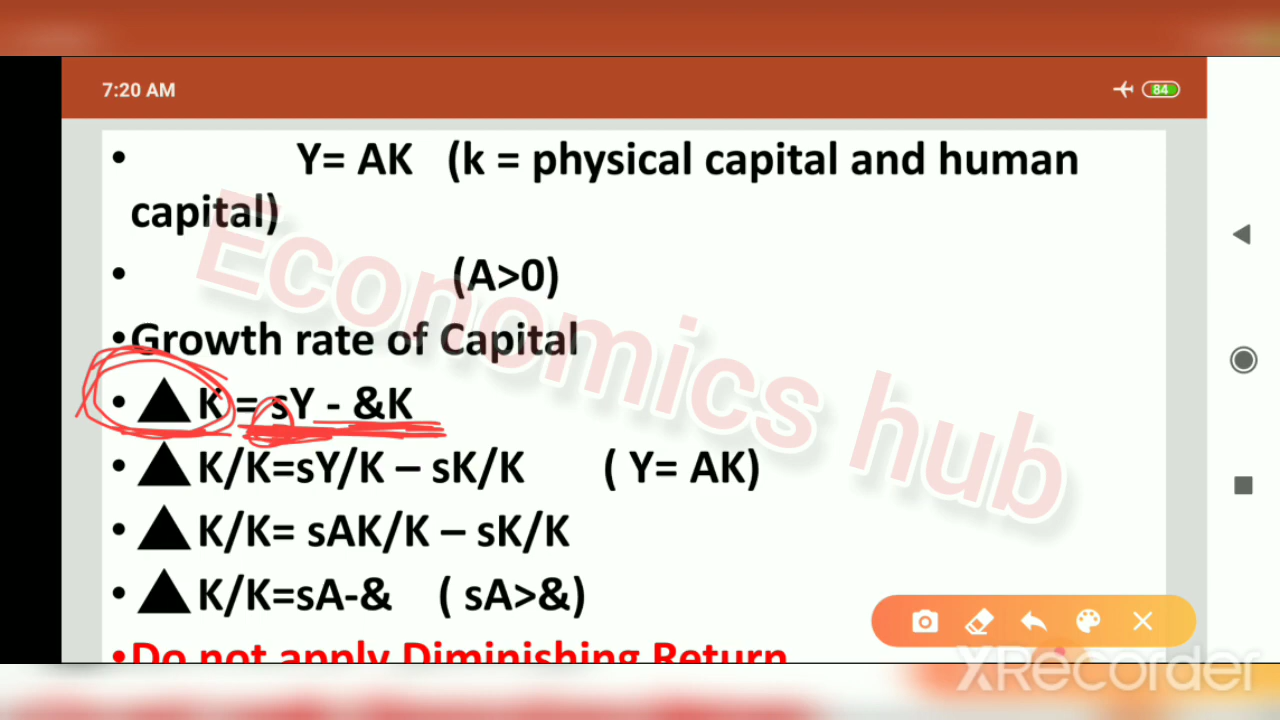 7:20 AM
84
• Y= AK (k = physical capital and human
capital)
• (A>0)
•Growth rate of Capital
• ▲K = sY - &K
• ▲K/K=sY/K – sK/K ( Y= AK)
• ▲K/K= sAK/K – sK/K
• ▲K/K=sA-& ( sA>&)
•Do not apply Diminishing Return
Economics hub
XRecorder